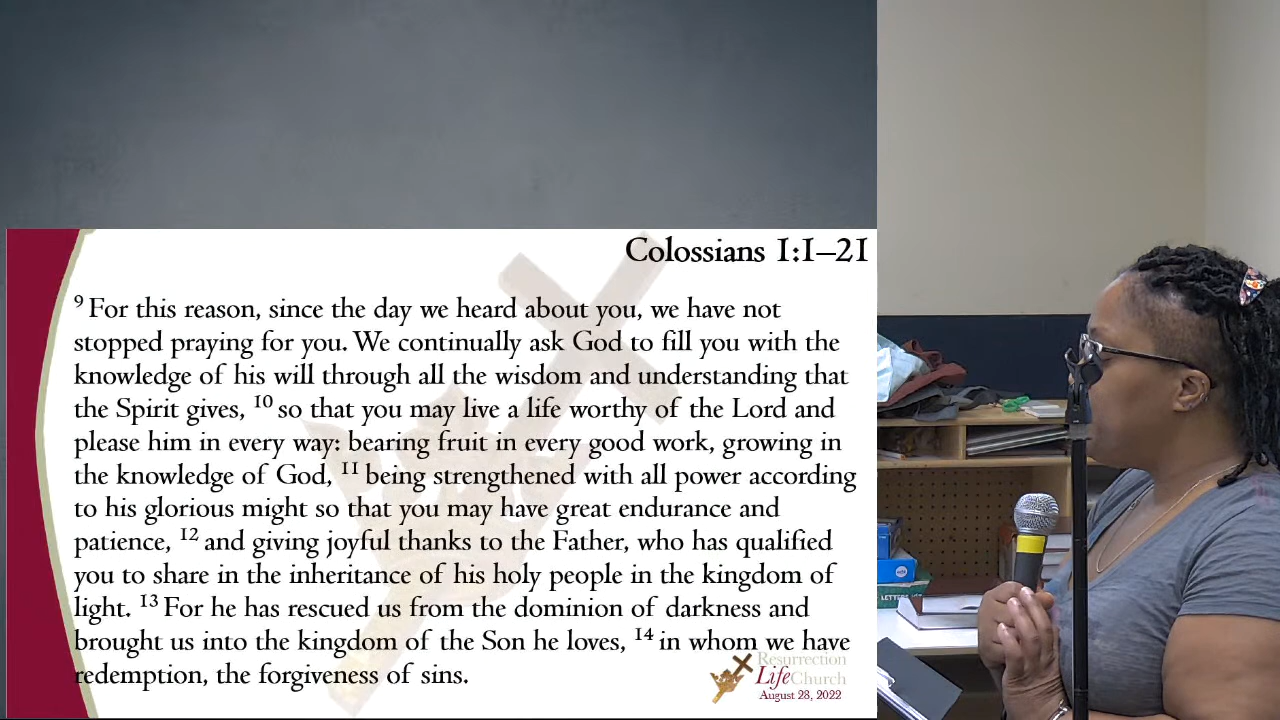 Colossians 1:1–21
9 For this reason, since the day we heard about you, we have not
stopped praying for you. We continually ask God to fill you with the
knowledge of his will through all the wisdom and understanding that
the Spirit gives, 10 so that you may live a life worthy of the Lord and
please him in every way: bearing fruit in every good work, growing in
the knowledge of God, 11 being strengthened with all power according
to his glorious might so that you may have great endurance and
patience, 12 and giving joyful thanks to the Father, who has qualified
you to share in the inheritance of his holy people in the kingdom of
light. 13 For he has rescued us from the dominion of darkness and
brought us into the kingdom of the Son he loves, 14 in whom we have
redemption, the forgiveness of sins.
Resurrection
LifeChurch
August 28, 2022
LETTER